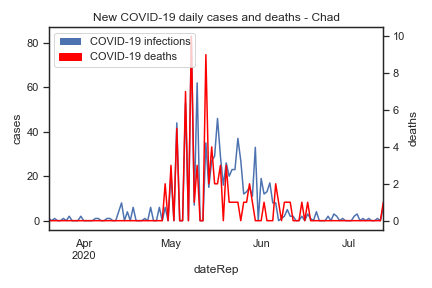 New COVID-19 daily cases and deaths - Chad
COVID-19 infections
COVID-19 deaths
80
60
40
20
0
cases
10
8
6
4
2
0
deaths
Apr
2020
May
Jun
Jul
dateRep